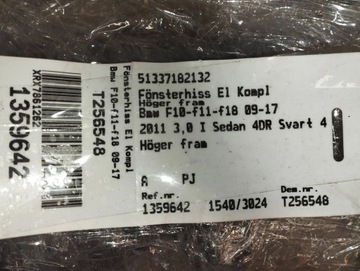 XR77861262
1359642
Fönsterhiss El Kompl
Bmw F10-f11-f18 09-17
T256548
51337182132
Fönsterhiss El Kompl
Höger fram
Bmw F10-f11-f18 09-17
2011 3,0 I Sedan 4DR Svart 4
Höger fram
A PJ
Ref.nr. Dem.nr.
1359642 1540/3024 T256548